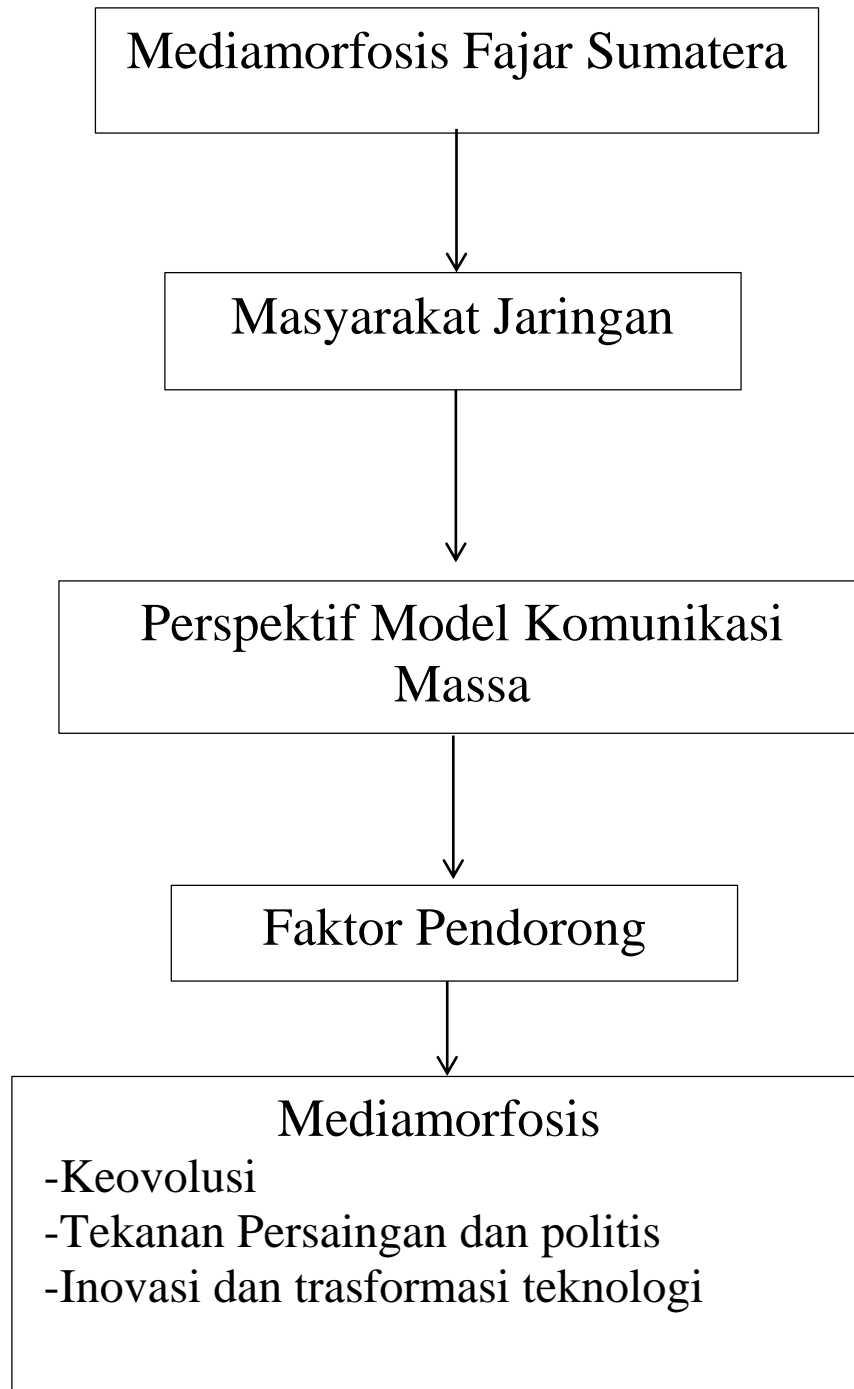 Mediamorfosis Fajar Sumatera
Masyarakat Jaringan
Perspektif Model Komunikasi
Massa
Faktor Pendorong
Mediamorfosis
-Keovolusi
-Tekanan Persaingan dan politis
-Inovasi dan trasformasi teknologi